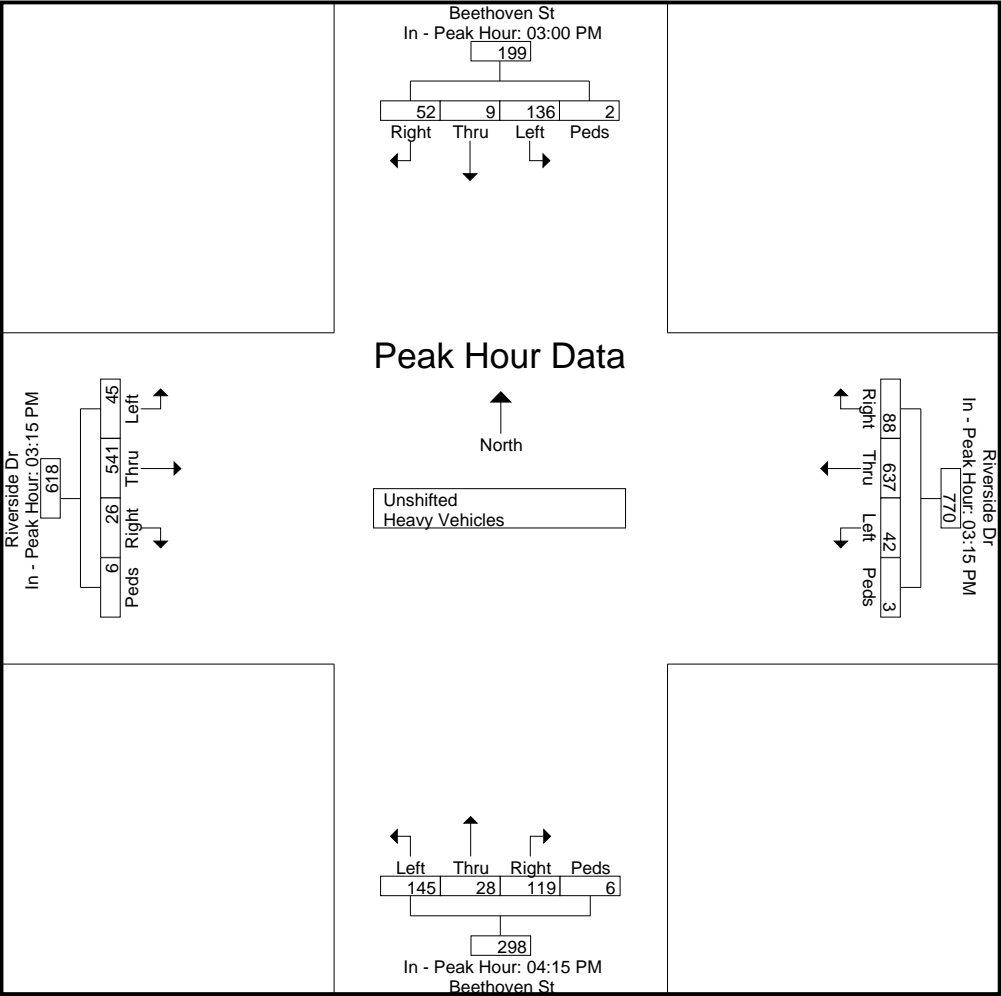 Beethoven St
In - Peak Hour: 03:00 PM
199
52 9 136 2
Right Thru Left Peds
Peak Hour Data
North
Unshifted
Heavy Vehicles
Riverside Dr
In - Peak Hour: 03:15 PM
618
45 541 26 6
Left Thru Right Peds
Riverside Dr
In - Peak Hour: 03:15 PM
770
88 637 42 3
Right Thru Left Peds
Left Thru Right Peds
145 28 119 6
298
In - Peak Hour: 04:15 PM
Beethoven St